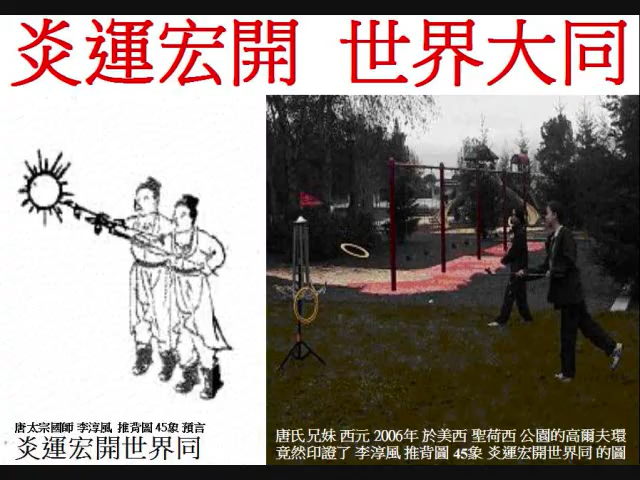 炎運宏開 世界大同
唐太宗國師 李淳風 推背圖 45象 預言
炎運宏開世界同
唐氏兄妹 西元 2006年 於美西 聖荷西 公園的高爾夫環
竟然印證了 李淳風 推背圖 45象 炎運宏開世界同 的圖